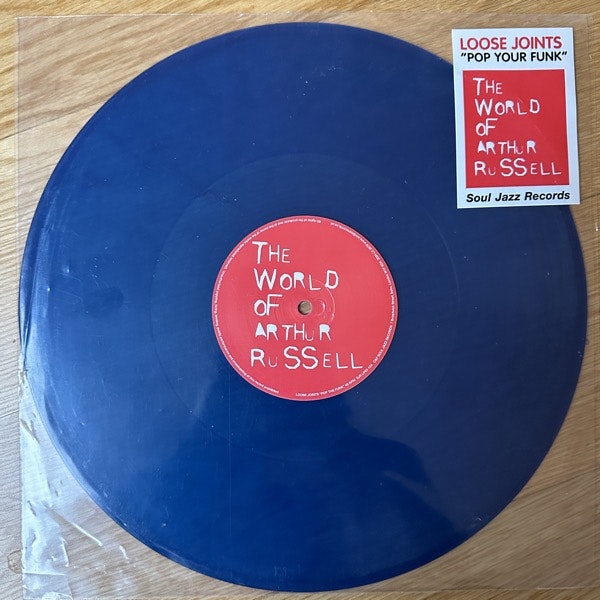 LOOSE JOINTS
"POP YOUR FUNK"
THE
WORLD
OF
ARTHUR
RUSSELL
Soul Jazz Records
THE
WORLD
OF
ARTHUR
RUSSELL